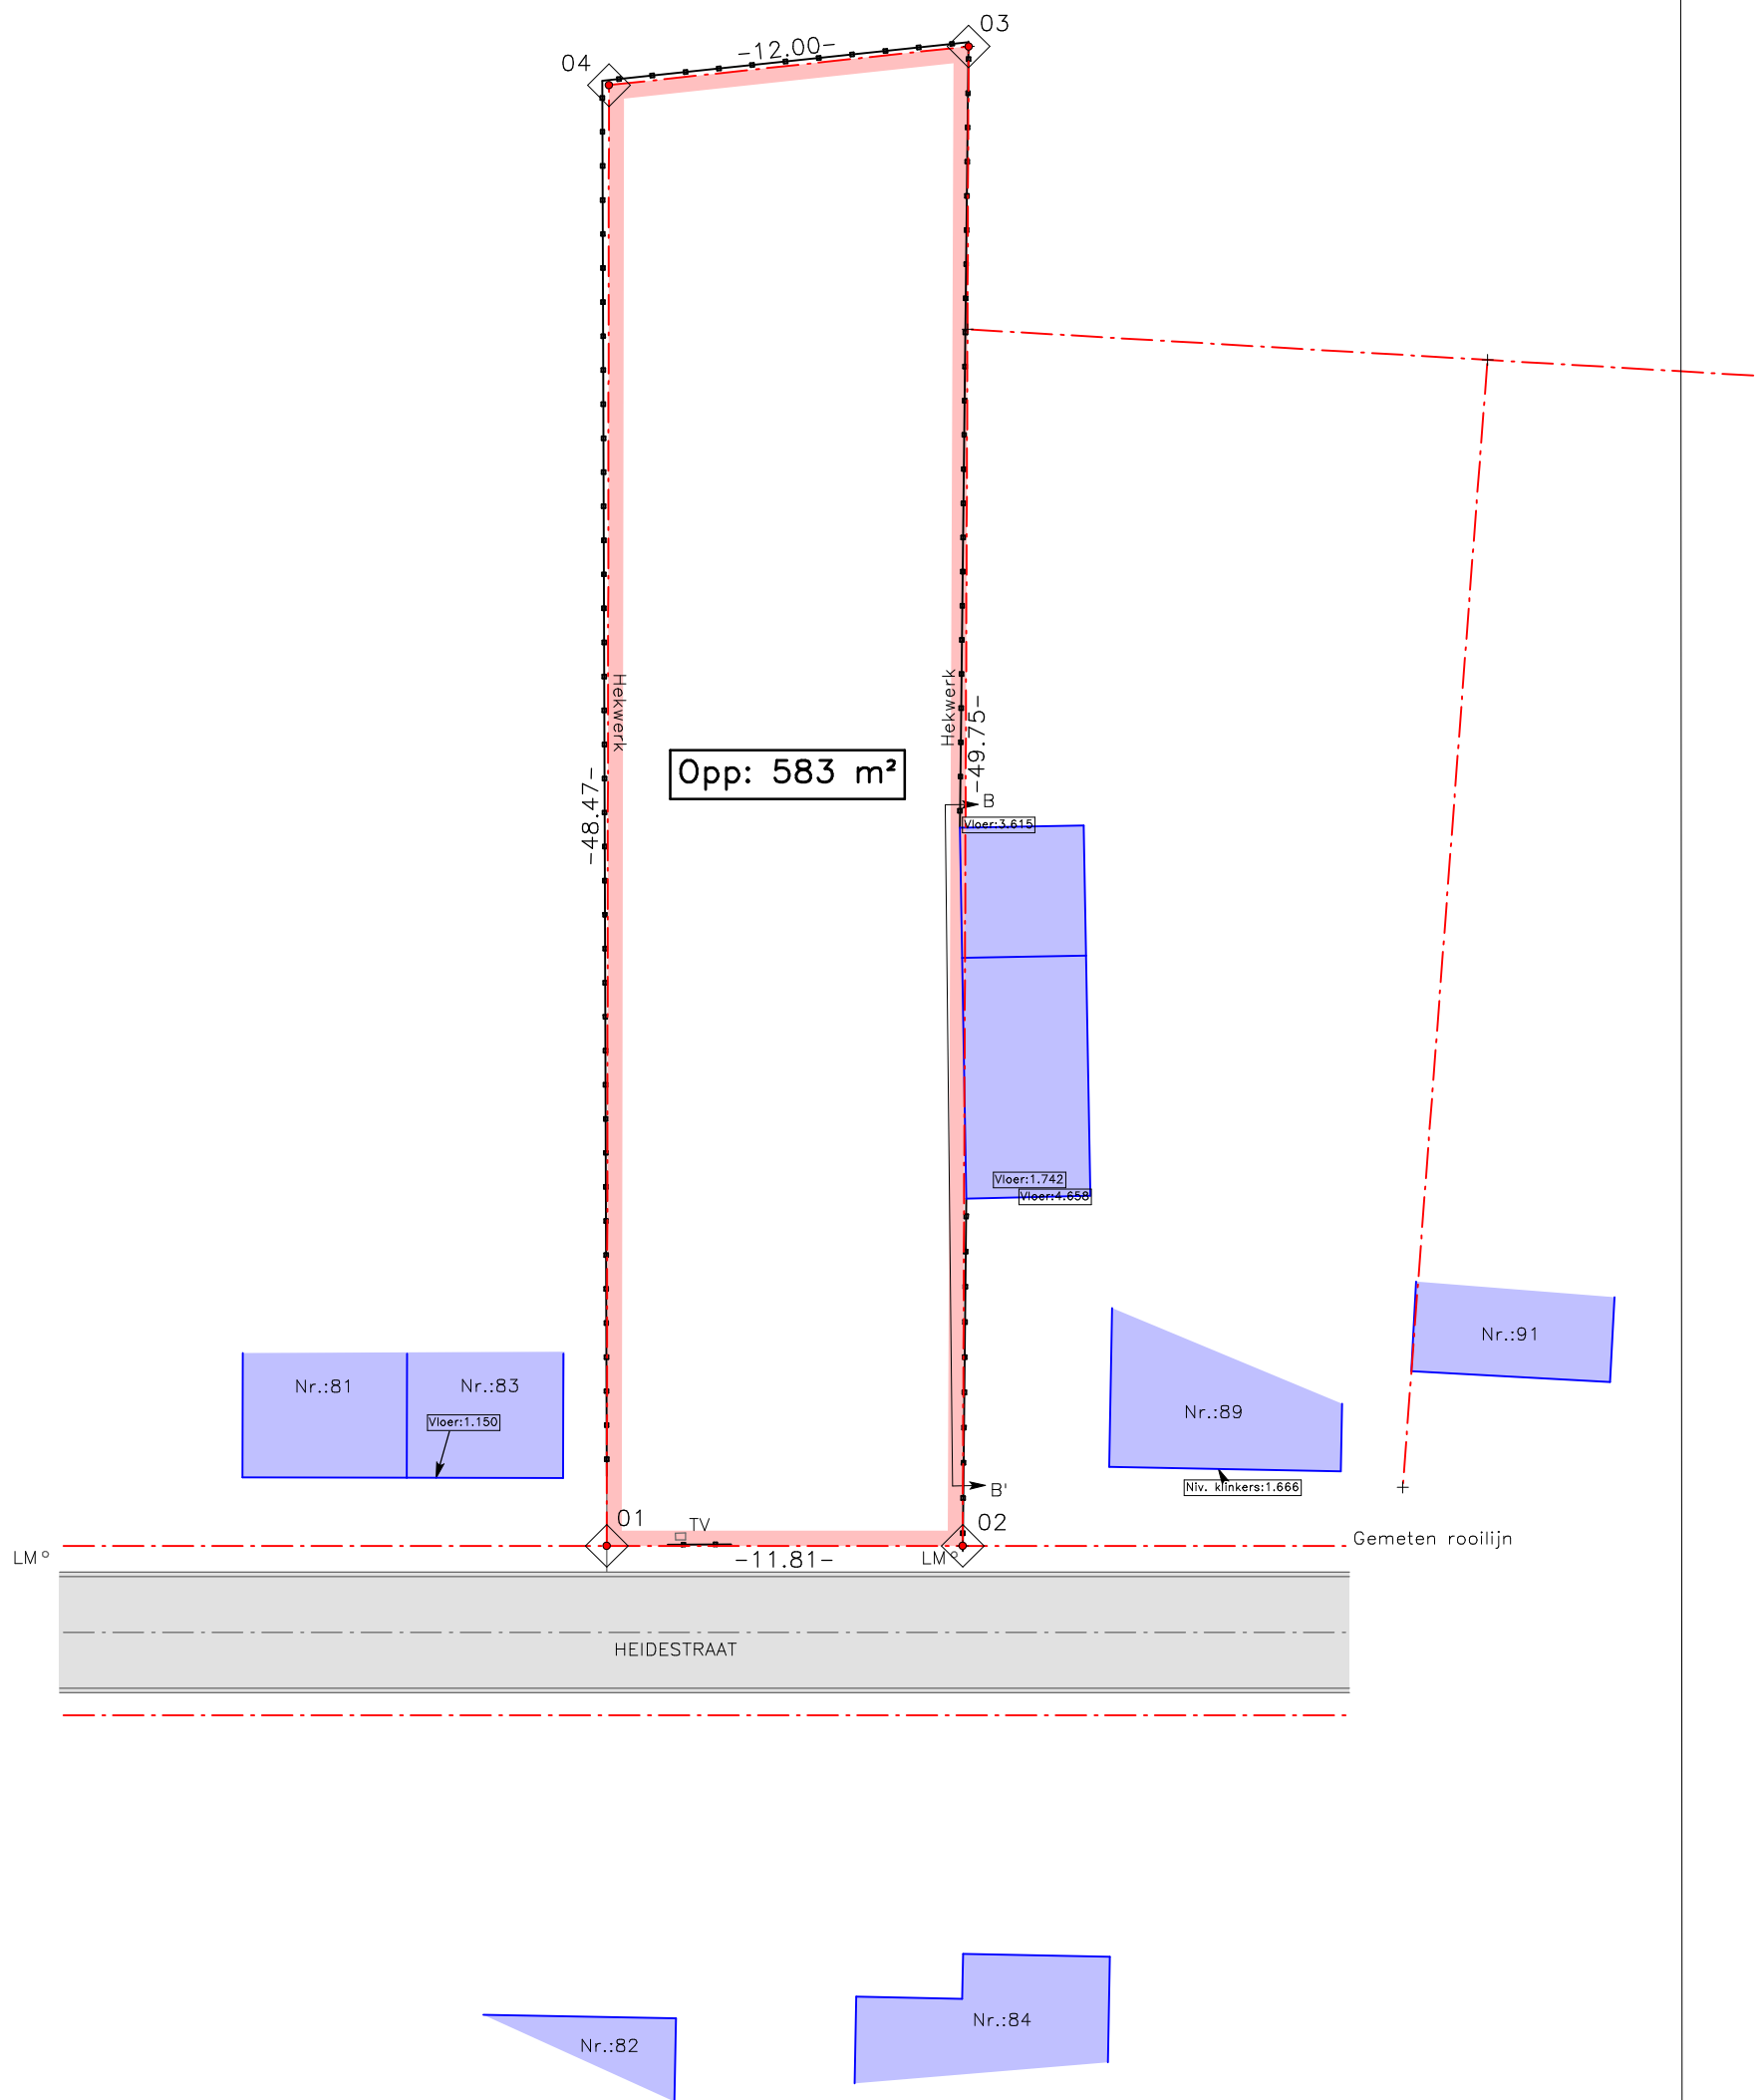 03
-12.00-
04
Hekwerk
Hekwerk
-49.75-
Opp: 583 m²
-48.47-
B
Vloer:3.615
Vloer:1.742
Vloer:4.658
Nr.:91
Nr.:81
Nr.:83
Vloer:1.150
Nr.:89
Niv. klinkers:1.666
B'
01
TV
02
Gemeten rooilijn
LM°
-11.81-
LM°
HEIDESTRAAT
Nr.:84
Nr.:82